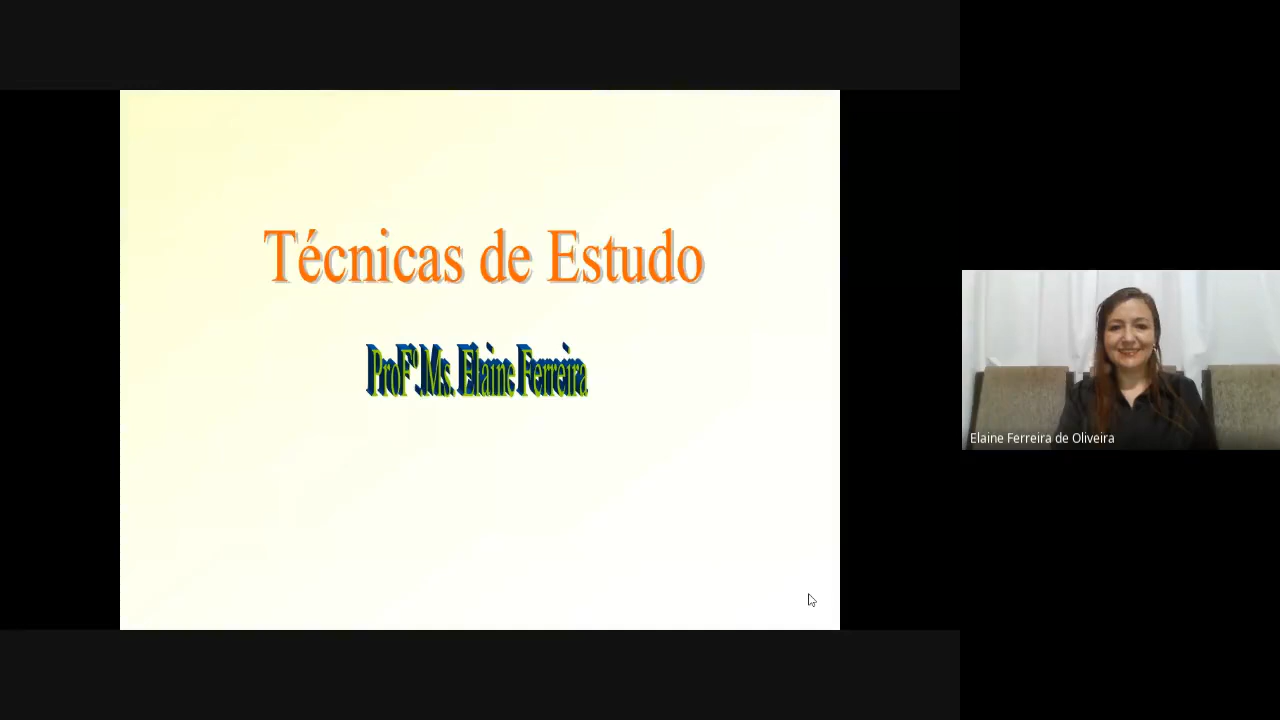 Técnicas de Estudo
ProFª.Ms. Elaine Ferreira
Elaine Ferreira de Oliveira